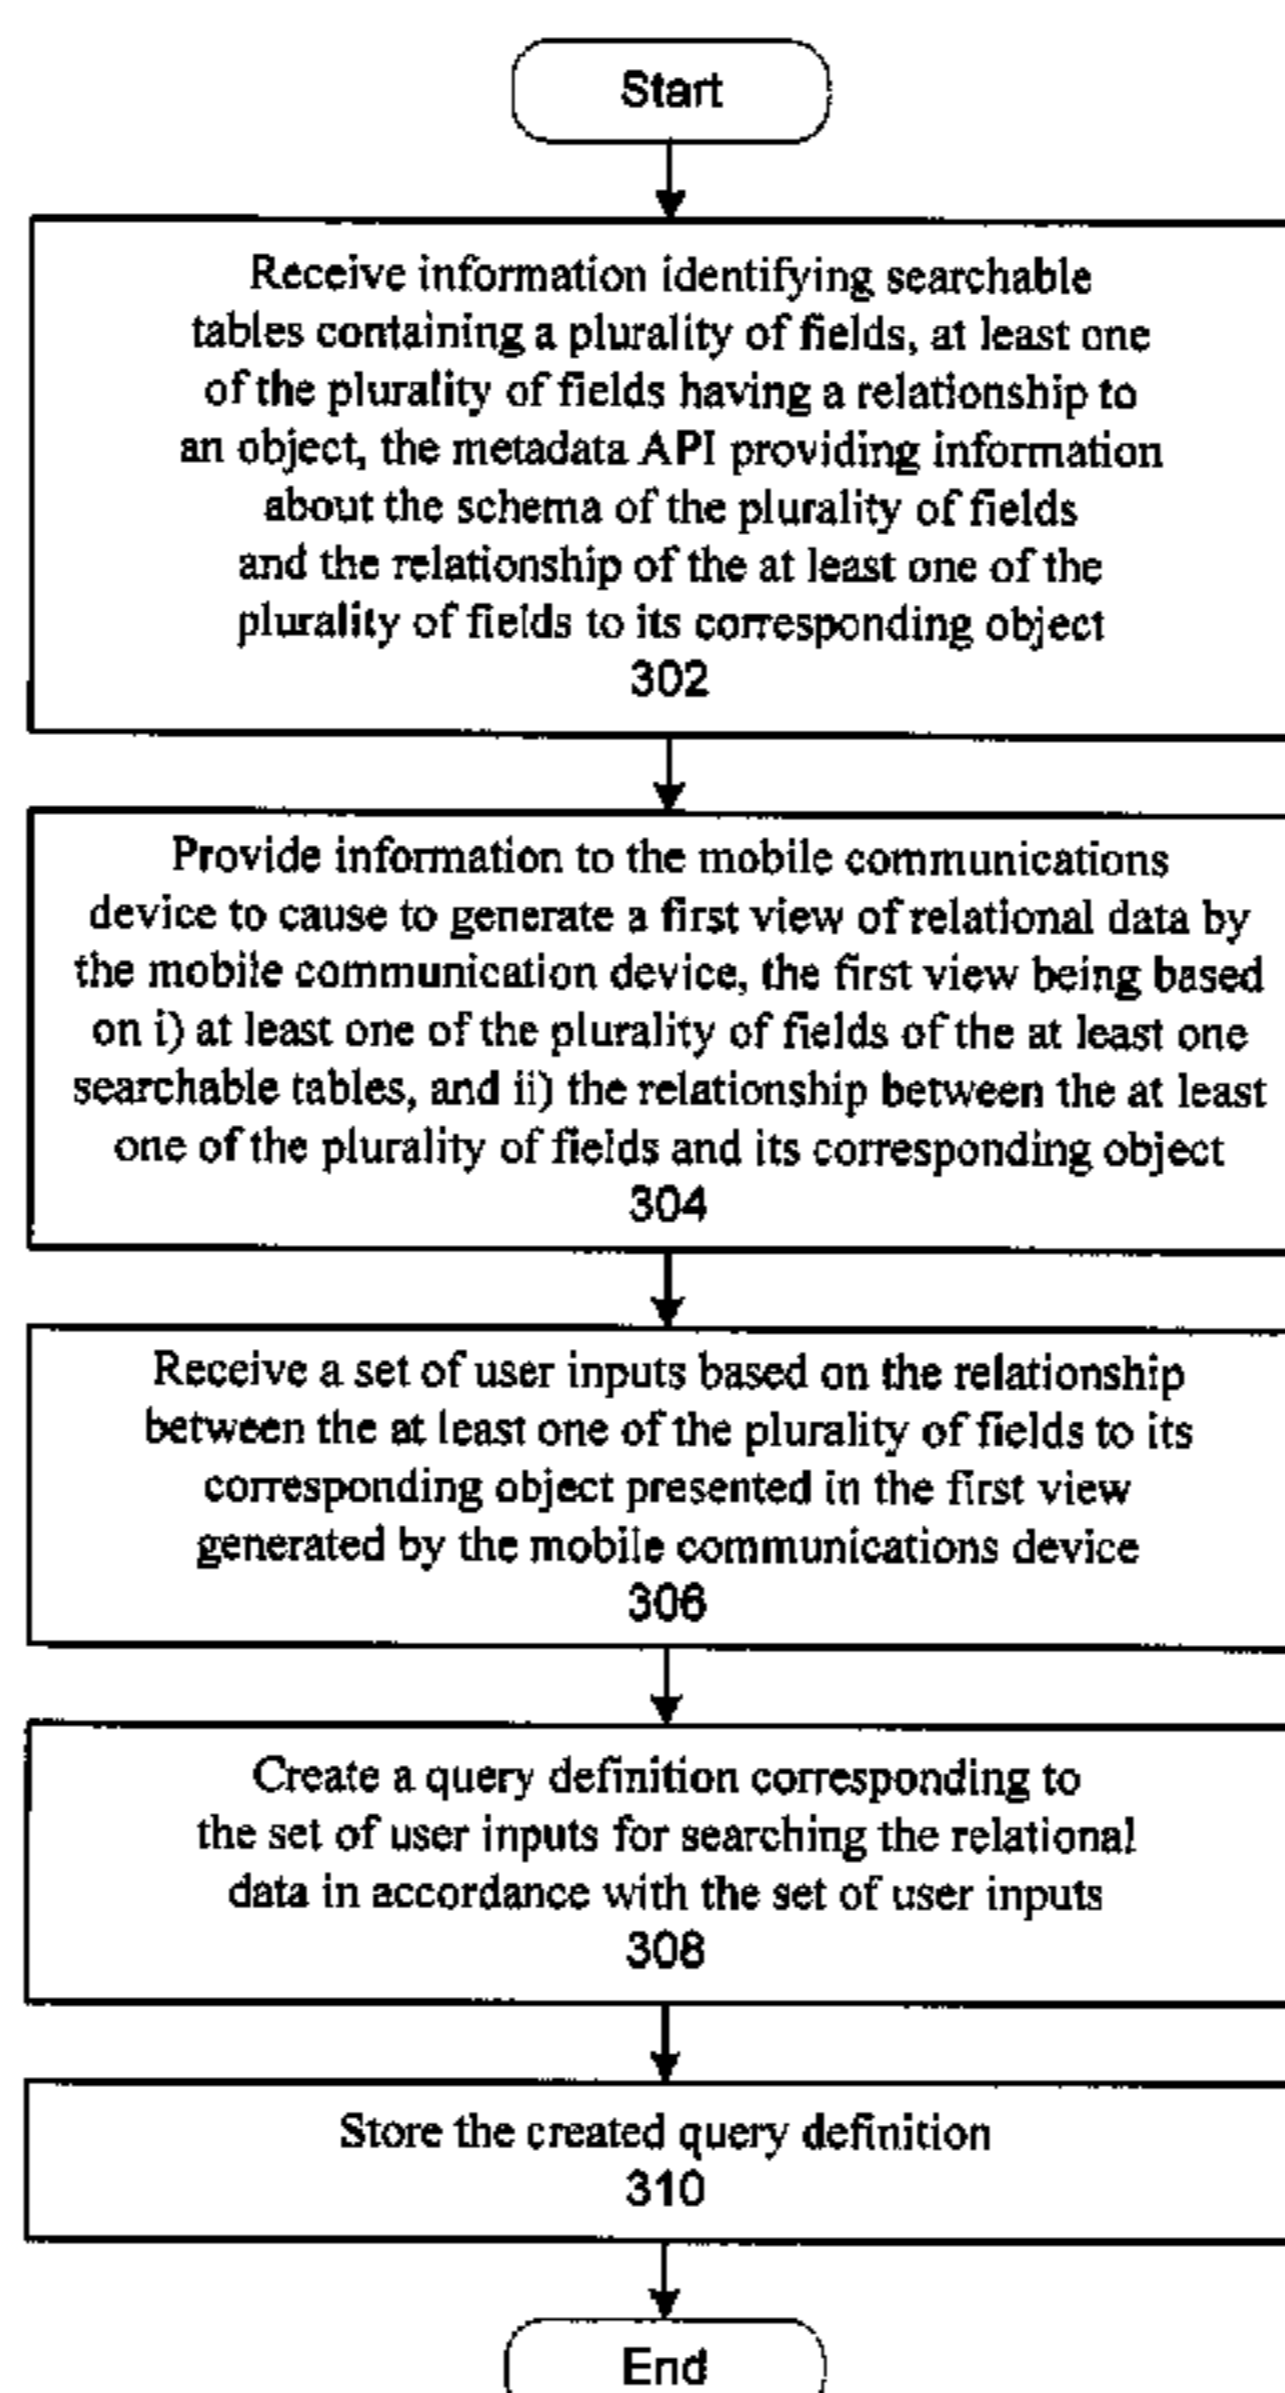 Start
Receive information identifying searchable
tables containing a plurality of fields, at least one
of the plurality of fields having a relationship to
an object, the metadata API providing information
about the schema of the plurality of fields
and the relationship of the at least one of the
plurality of fields to its corresponding object
302
Provide information to the mobile communications
device to cause to generate a first view of relational data by
the mobile communication device, the first view being based
on i) at least one of the plurality of fields of the at least one
searchable tables, and ii) the relationship between the at least
one of the plurality of fields and its corresponding object
304
Receive a set of user inputs based on the relationship
between the at least one of the plurality of fields to its
corresponding object presented in the first view
generated by the mobile communications device
306
Create a query definition corresponding to
the set of user inputs for searching the relational
data in accordance with the set of user inputs
308
Store the created query definition
310
End